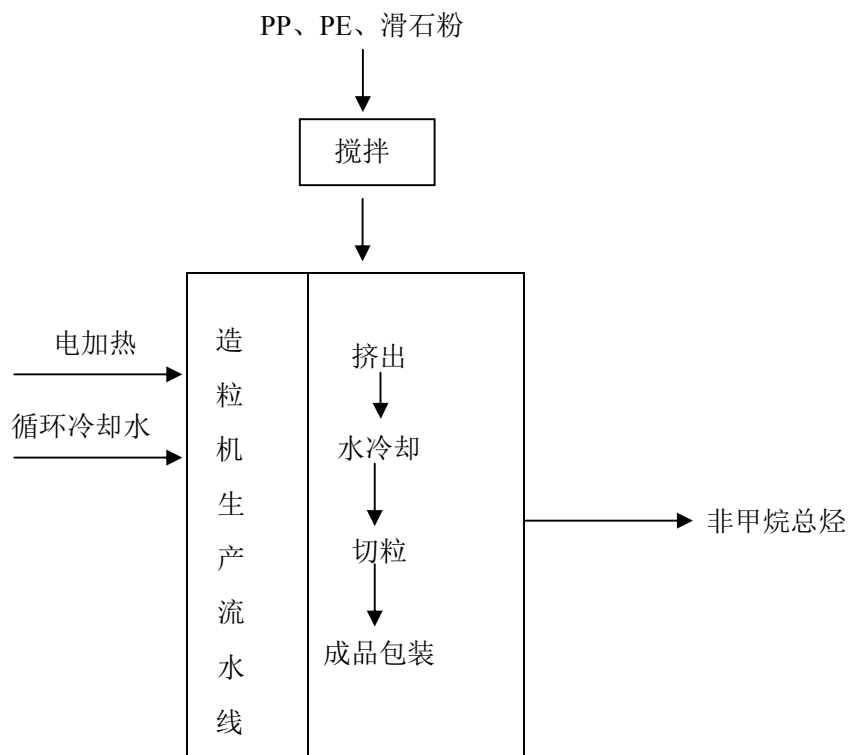 PP、PE、滑石粉
搅拌
电加热
循环冷却水
造粒机生产流水线
挤出
水冷却
切粒
成品包装
非甲烷总烃